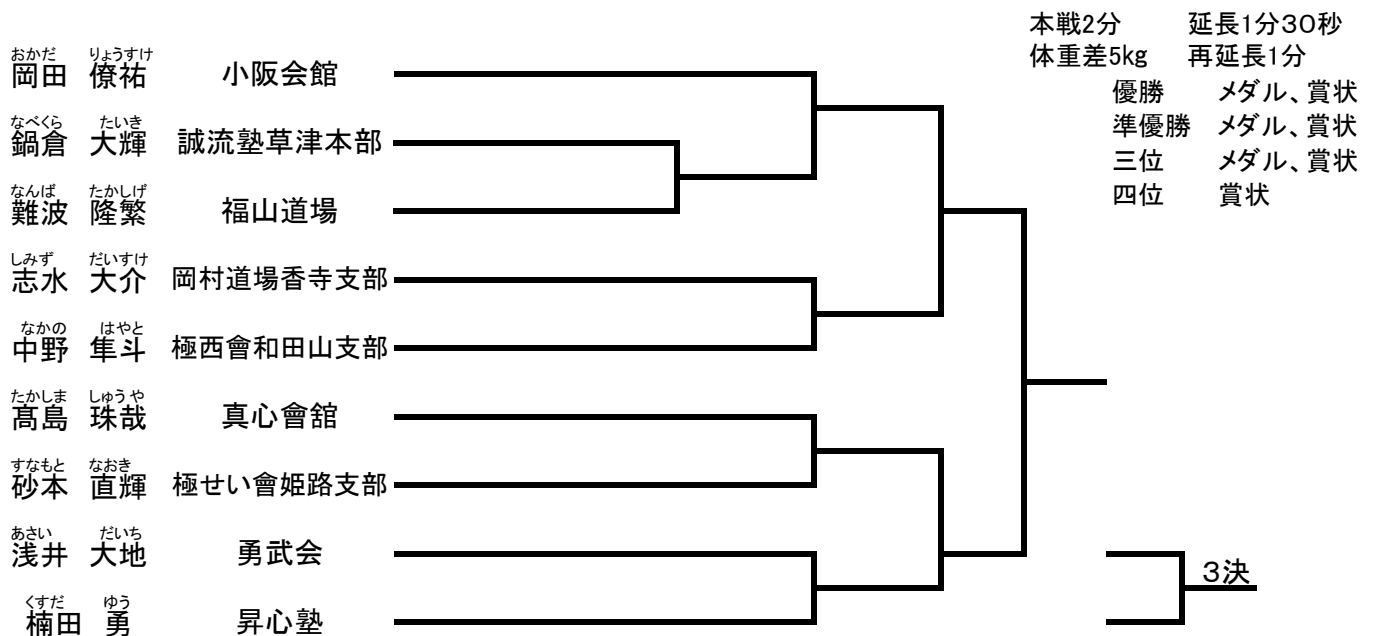 本戦2分　延長1分30秒
体重差5kg　再延長1分
優勝　メダル、賞状
準優勝　メダル、賞状
三位　メダル、賞状
四位　賞状
おかだ　りょうすけ
岡田　僚祐　小阪会館
なべくら　たいき
鍋倉　大輝　誠流塾草津本部
なんば　たかしげ
難波　隆繁　福山道場
しみず　だいすけ
志水　大介　岡村道場香寺支部
なかの　はやと
中野　隼斗　極西會和田山支部
たかしま　しゅうや
髙島　珠哉　真心會舘
すなもと　なおき
砂本　直輝　極せい會姫路支部
あさい　だいち
浅井　大地　勇武会
くすだ　ゆう
楠田　勇　昇心塾
3決